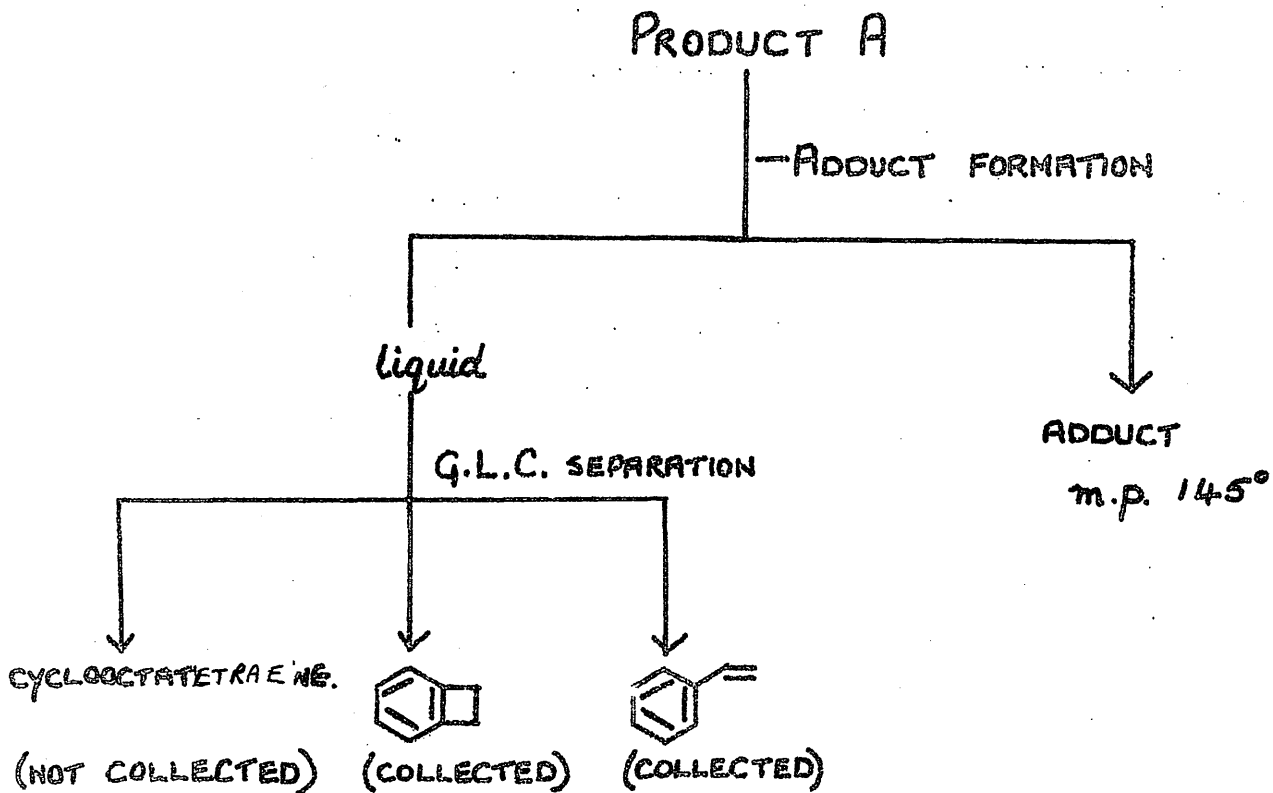 PRODUCT A
—ADDUCT FORMATION
liquid
ADDUCT
m.p. 145°
G.L.C. SEPARATION
CYCLOOCTATETRAENE.
(NOT COLLECTED) (COLLECTED) (COLLECTED)